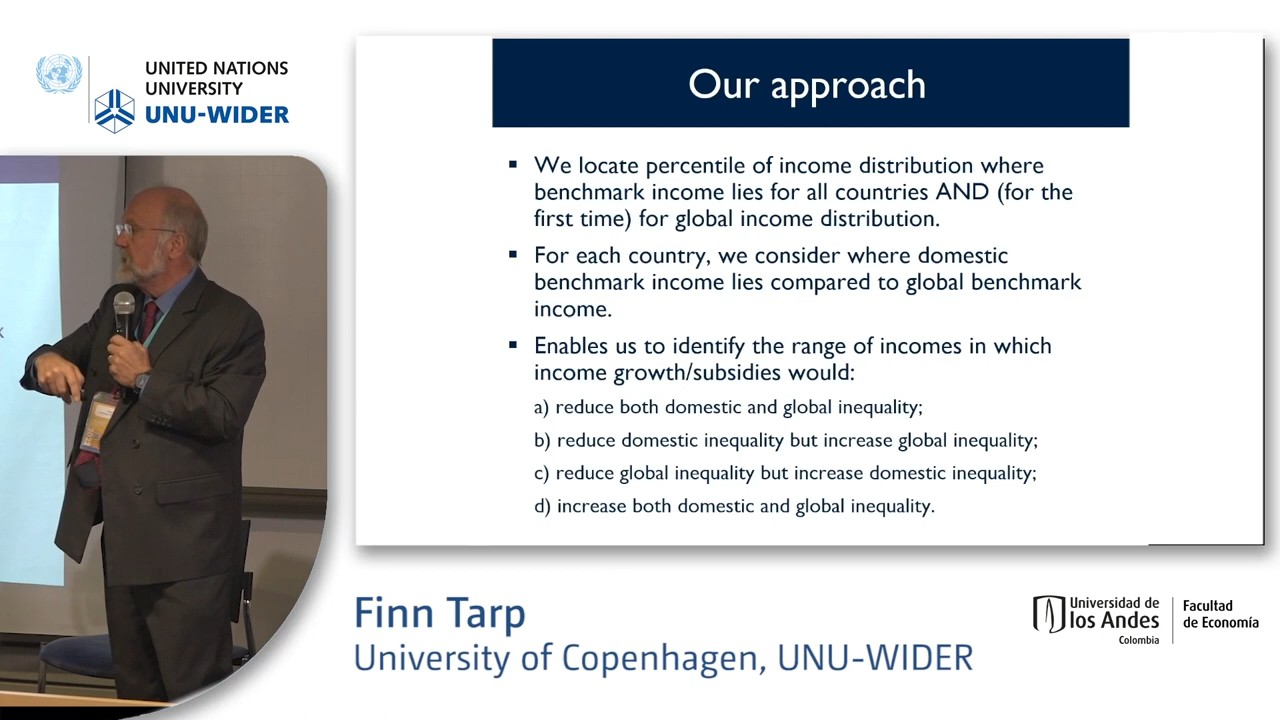 UNITED NATIONS
UNIVERSITY
UNU-WIDER
Our approach
▪ We locate percentile of income distribution where
benchmark income lies for all countries AND (for the
first time) for global income distribution.
▪ For each country, we consider where domestic
benchmark income lies compared to global benchmark
income.
▪ Enables us to identify the range of incomes in which
income growth/subsidies would:
a) reduce both domestic and global inequality;
b) reduce domestic inequality but increase global inequality;
c) reduce global inequality but increase domestic inequality;
d) increase both domestic and global inequality.
Finn Tarp
University of Copenhagen, UNU-WIDER
Universidad de
los Andes
Colombia
Facultad
de Economía